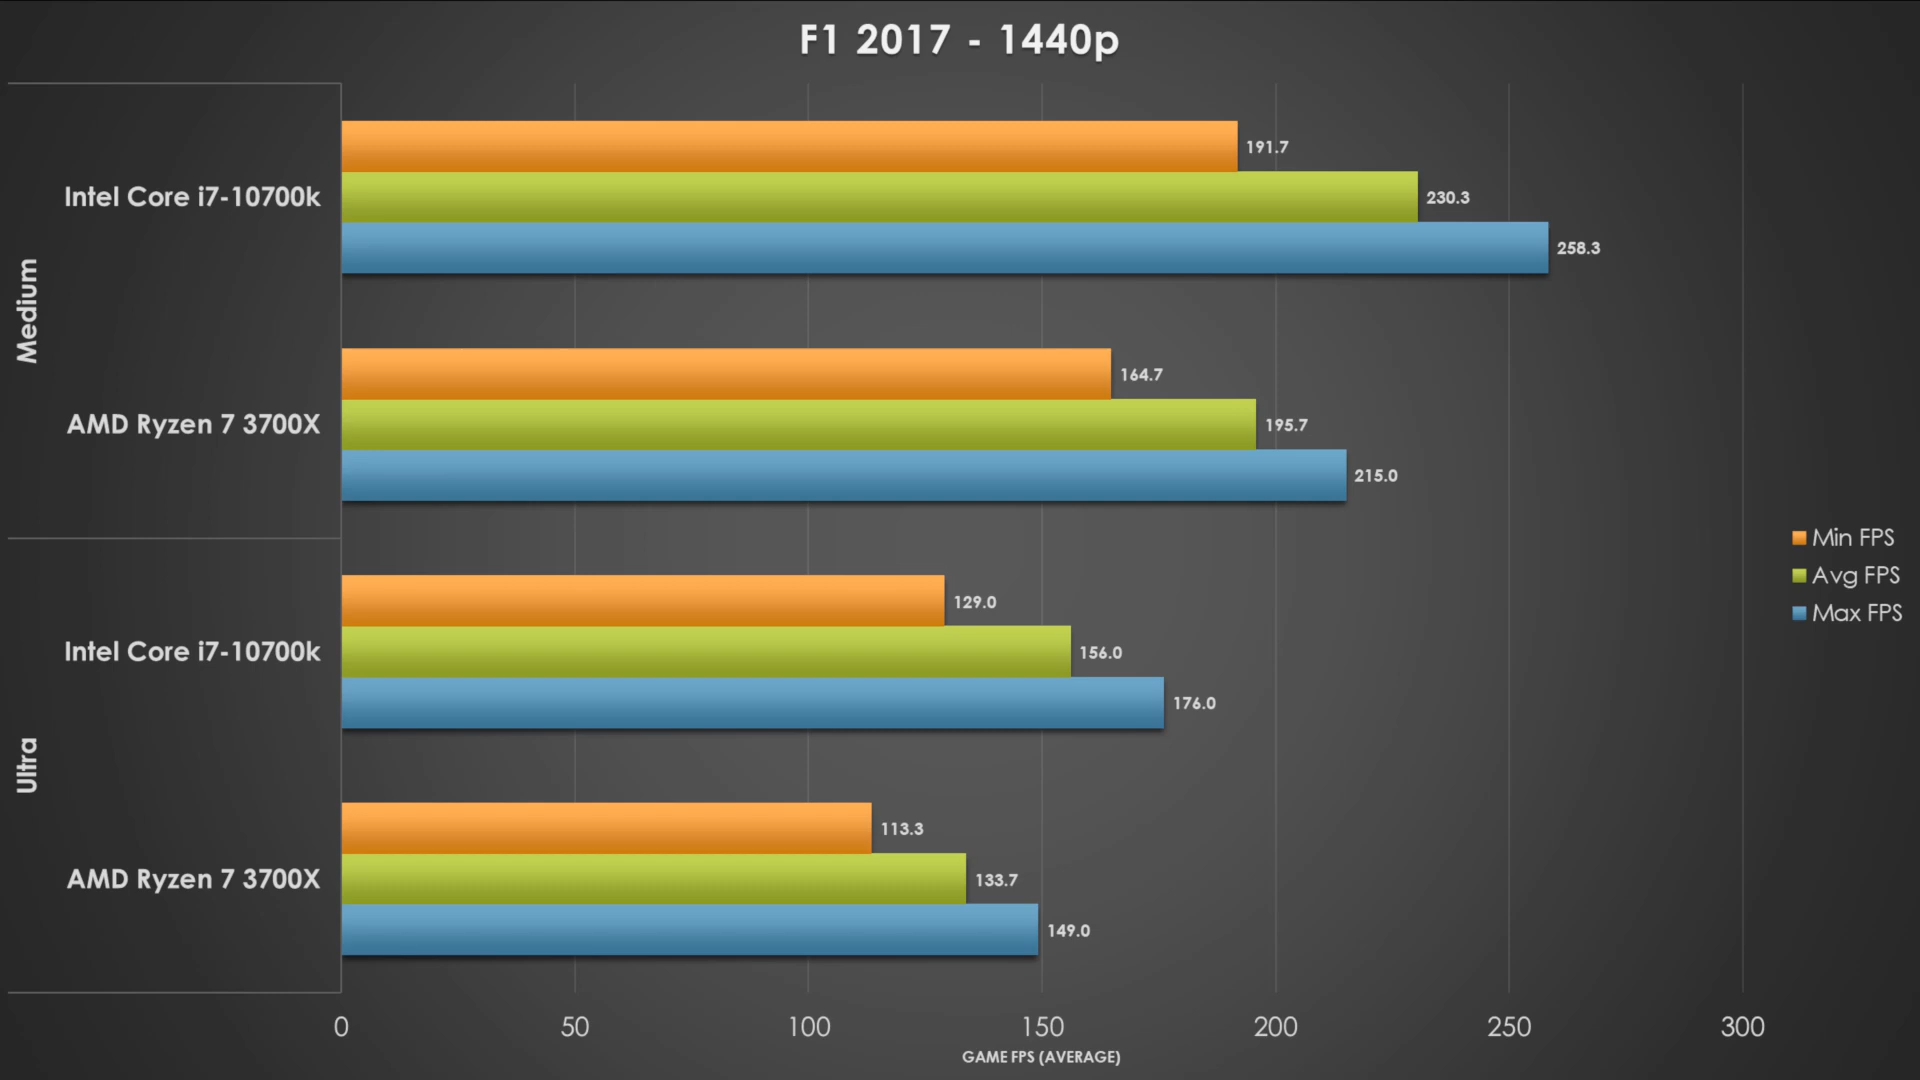 F1 2017 - 1440p
Medium
Intel Core i7-10700k
191.7
230.3
258.3
AMD Ryzen 7 3700X
164.7
195.7
215.0
Ultra
Intel Core i7-10700k
129.0
156.0
176.0
AMD Ryzen 7 3700X
113.3
133.7
149.0
Min FPS
Avg FPS
Max FPS
0 50 100 150 200 250 300
GAME FPS (AVERAGE)